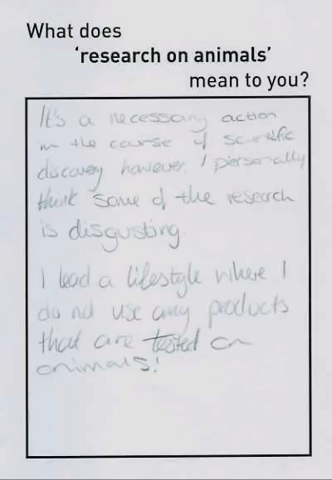 What does
'research on animals'
mean to you?
It's a necessary action
in the course of scientific
discovery however, I personally
think some of the research
is disgusting.
I lead a lifestyle where I
do not use any products
that are tested on
animals!